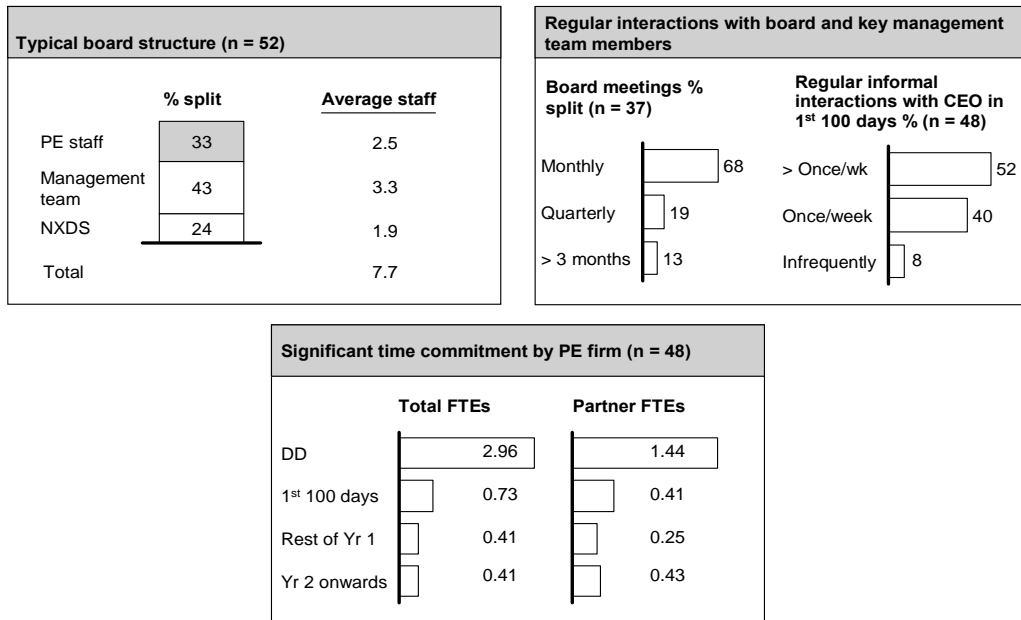 Typical board structure (n = 52)
% split
Average staff
PE staff
33
2.5
Management
team
43
3.3
NXDS
24
1.9
Total
7.7
Regular interactions with board and key management
team members
Board meetings %
split (n = 37)
Monthly
68
Quarterly
19
> 3 months
13
Regular informal
interactions with CEO in
1st 100 days % (n = 48)
> Once/wk
52
Once/week
40
Infrequently
8
Significant time commitment by PE firm (n = 48)
Total FTEs
Partner FTEs
DD
2.96
1.44
1st 100 days
0.73
0.41
Rest of Yr 1
0.41
0.25
Yr 2 onwards
0.41
0.43